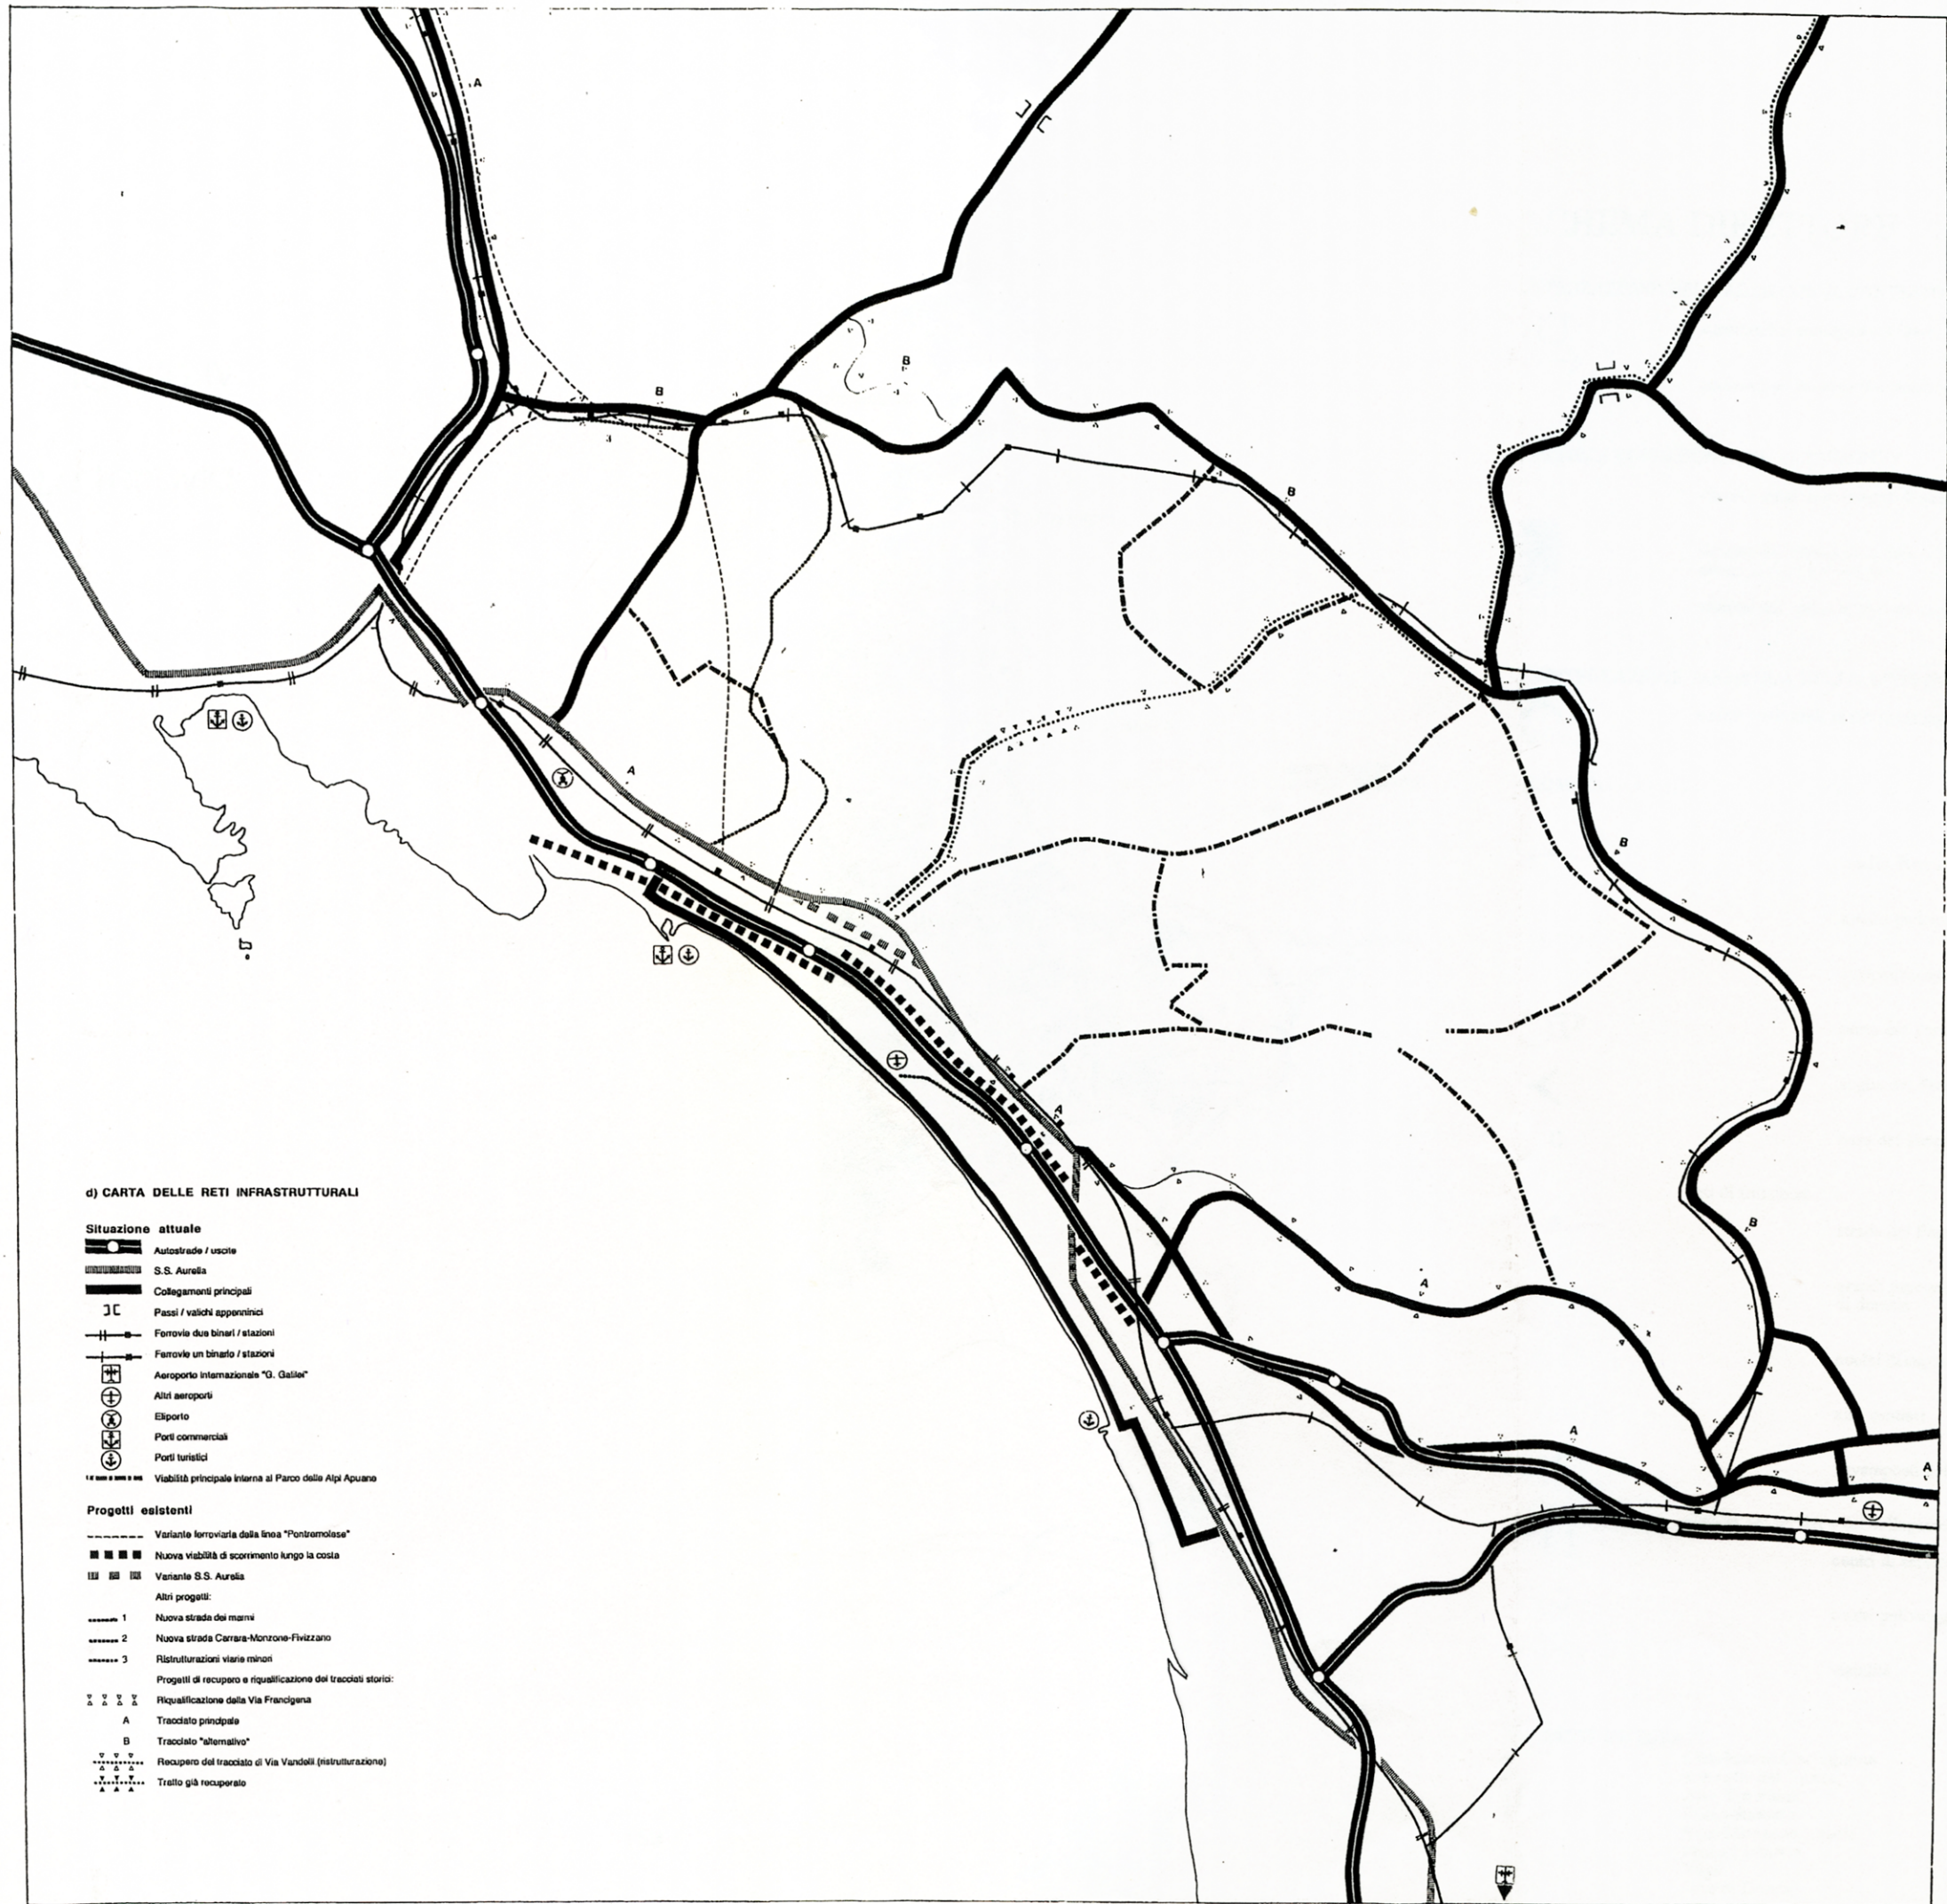 A
B
B
B
A
B
A
B
A
A
A
3
d) CARTA DELLE RETI INFRASTRUTTURALI
Situazione attuale
Autostrade / uscite
S.S. Aurelia
Collegamenti principali
Passi / valichi appenninici
Ferrovie due binari / stazioni
Ferrovie un binario / stazioni
Aeroporto internazionale "G. Galilei"
Altri aeroporti
Eliporto
Porti commerciali
Porti turistici
Viabilità principale interna al Parco delle Alpi Apuane
Progetti esistenti
Variante ferroviaria della linea "Pontremolese"
Nuova viabilità di scorrimento lungo la costa
Variante S.S. Aurelia
Altri progetti:
1 Nuova strada dei marmi
2 Nuova strada Carrara-Monzone-Fivizzano
3 Ristrutturazioni viarie minori
Progetti di recupero e riqualificazione dei tracciati storici:
Riqualificazione della Via Francigena
A Tracciato principale
B Tracciato "alternativo"
Recupero del tracciato di Via Vandelli (ristrutturazione)
Tratto già recuperato